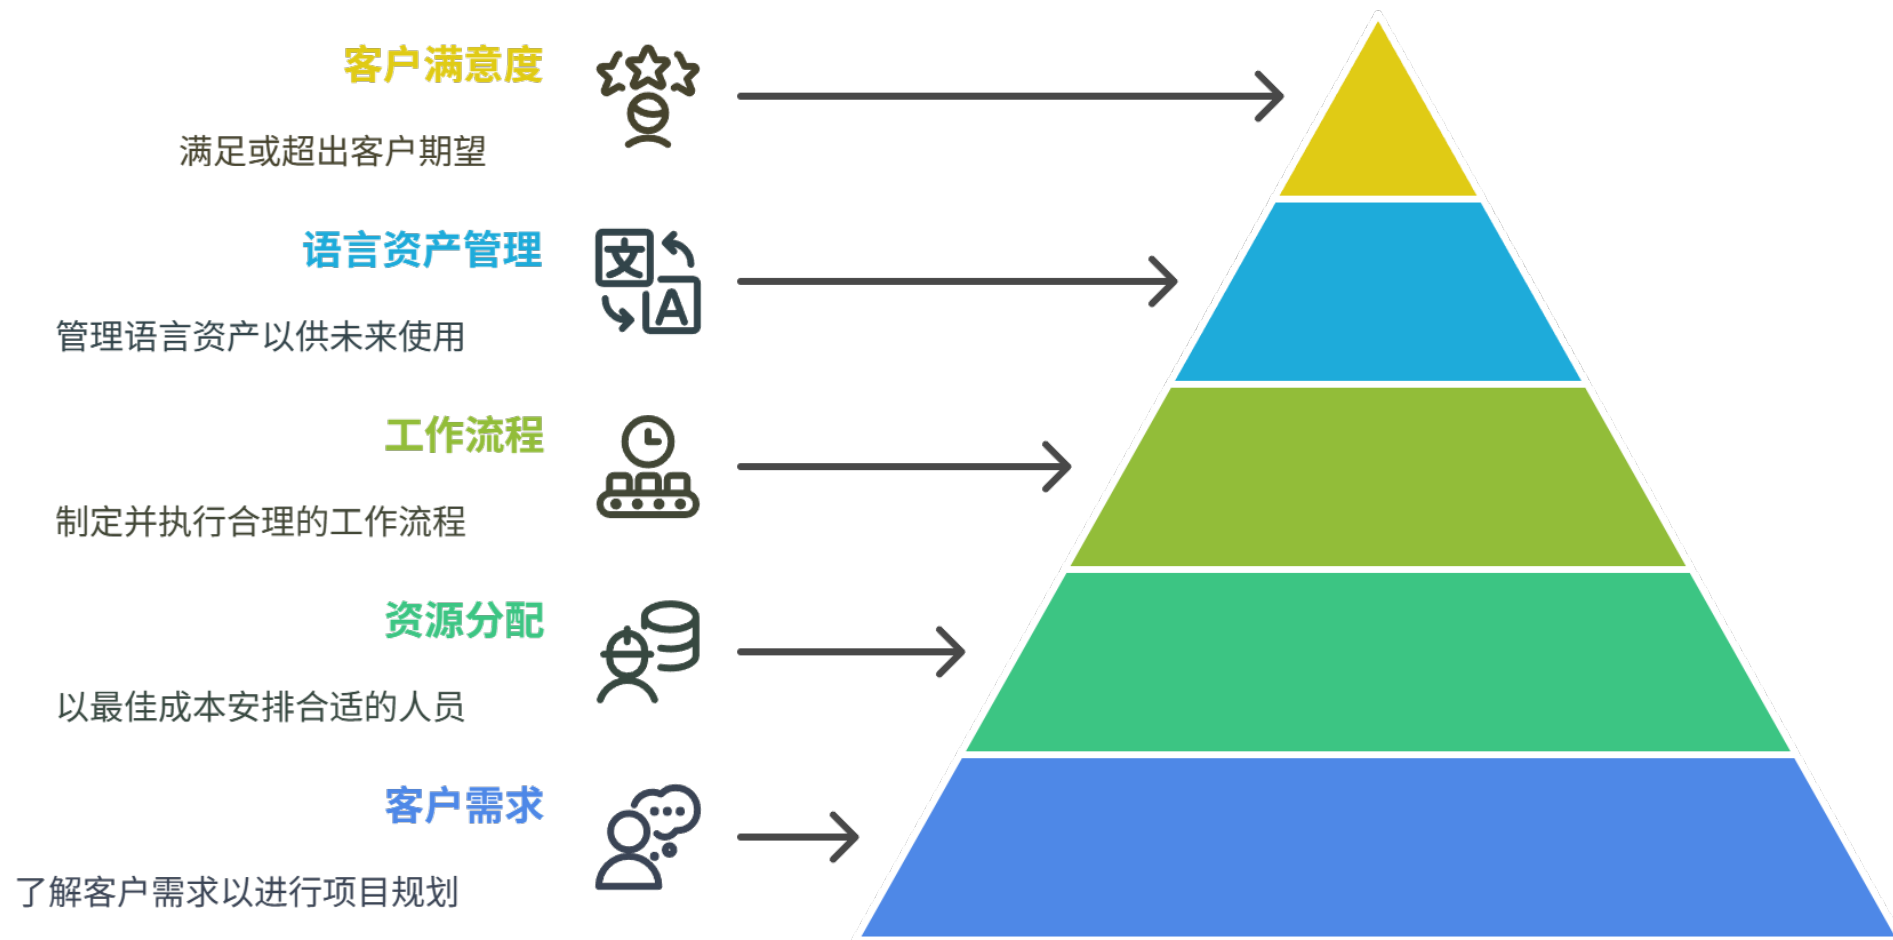 客户满意度
满足或超出客户期望
语言资产管理
文
A
管理语言资产以供未来使用
工作流程
制定并执行合理的工作流程
资源分配
以最佳成本安排合适的人员
客户需求
了解客户需求以进行项目规划